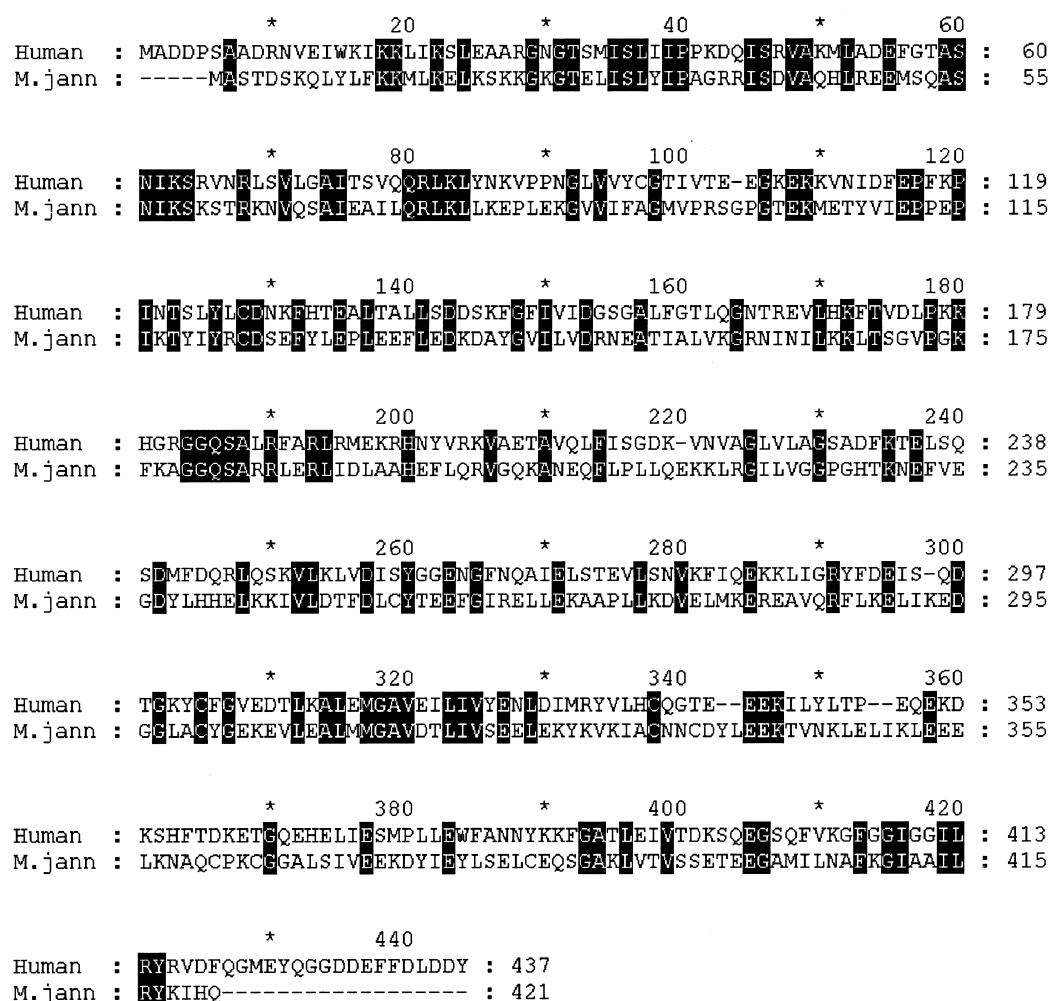 * 20 * 40 * 60
Human : MADDPSAADRNVEIWKIKKLIKSLEAARGNGTSMISLIIPPKDQISRVAKMLADEFGTAS : 60
M.jann : -----MASTDSKQLYLFKKMLKELKSKKGKGTELISLYIPAGRRISDVAQHLREEMSQAS : 55
* 80 * 100 * 120
Human : NIKSRVNRLSVLGAITSVQQRLKLYNKVPPNGLVVYCGTIVTE-EGKEKKVNIDFEPFKP : 119
M.jann : NIKSKSTRKNVQSAIEAILQRLKLLKEPLEKGVVIFAGMVPRSGPGTEKMETYVIEPPEP : 115
* 140 * 160 * 180
Human : INTSLYLCDNKFHTEALTALLSDDSKFGFIVIDGSGALFGTLQGNTREVLHKFTVDLPKK : 179
M.jann : IKTYIYRCDSEFYLEPLEEFLEDKDAYGVILVDRNEATIALVKGRNINILKKLTSGVPGK : 175
* 200 * 220 * 240
Human : HGRGGQSALRFARLRMEKRHNYVRKVAETAVQLFISGDK-VNVAGLVLAGSADFKTELSQ : 238
M.jann : FKAGGQSARRLERLIDLAAHEFLQRVGQKANEQFLPLLQEKKLRGILVGGPGHTKNEFVE : 235
* 260 * 280 * 300
Human : SDMFDQRLQSKVLKLVDISYGGENGFNQAIELSTEVLSNVKFIQEKKLIGRYFDEIS-QD : 297
M.jann : GDYLHHELKKIVLDTFDLCYTEEFGIRELLEKAAPLLKDVELMKEREAVQRFLKELIKED : 295
* 320 * 340 * 360
Human : TGKYCFGVEDTLKALEMGAVEILIVYENLDIMRYVLHCQGTE--EEKILYLTP--EQEKD : 353
M.jann : GGLACYGEKEVLEALMMGAVDTLIVSEELEKYKVKIACNNCDYLEEKTVNKLELIKLEEE : 355
* 380 * 400 * 420
Human : KSHFTDKETGQEHELIESMPLLEWFANNYKKFGATLEIVTDKSQEGSQFVKGFGGIGGIL : 413
M.jann : LKNAQCPKCGGALSIVEEKDYIEYLSELCEQSGAKLVTVSSETEEGAMILNAFKGIAAIL : 415
* 440
Human : RYRVDFQGMEYQGGDDEFFDLDDY : 437
M.jann : RYKIHQ------------------ : 421